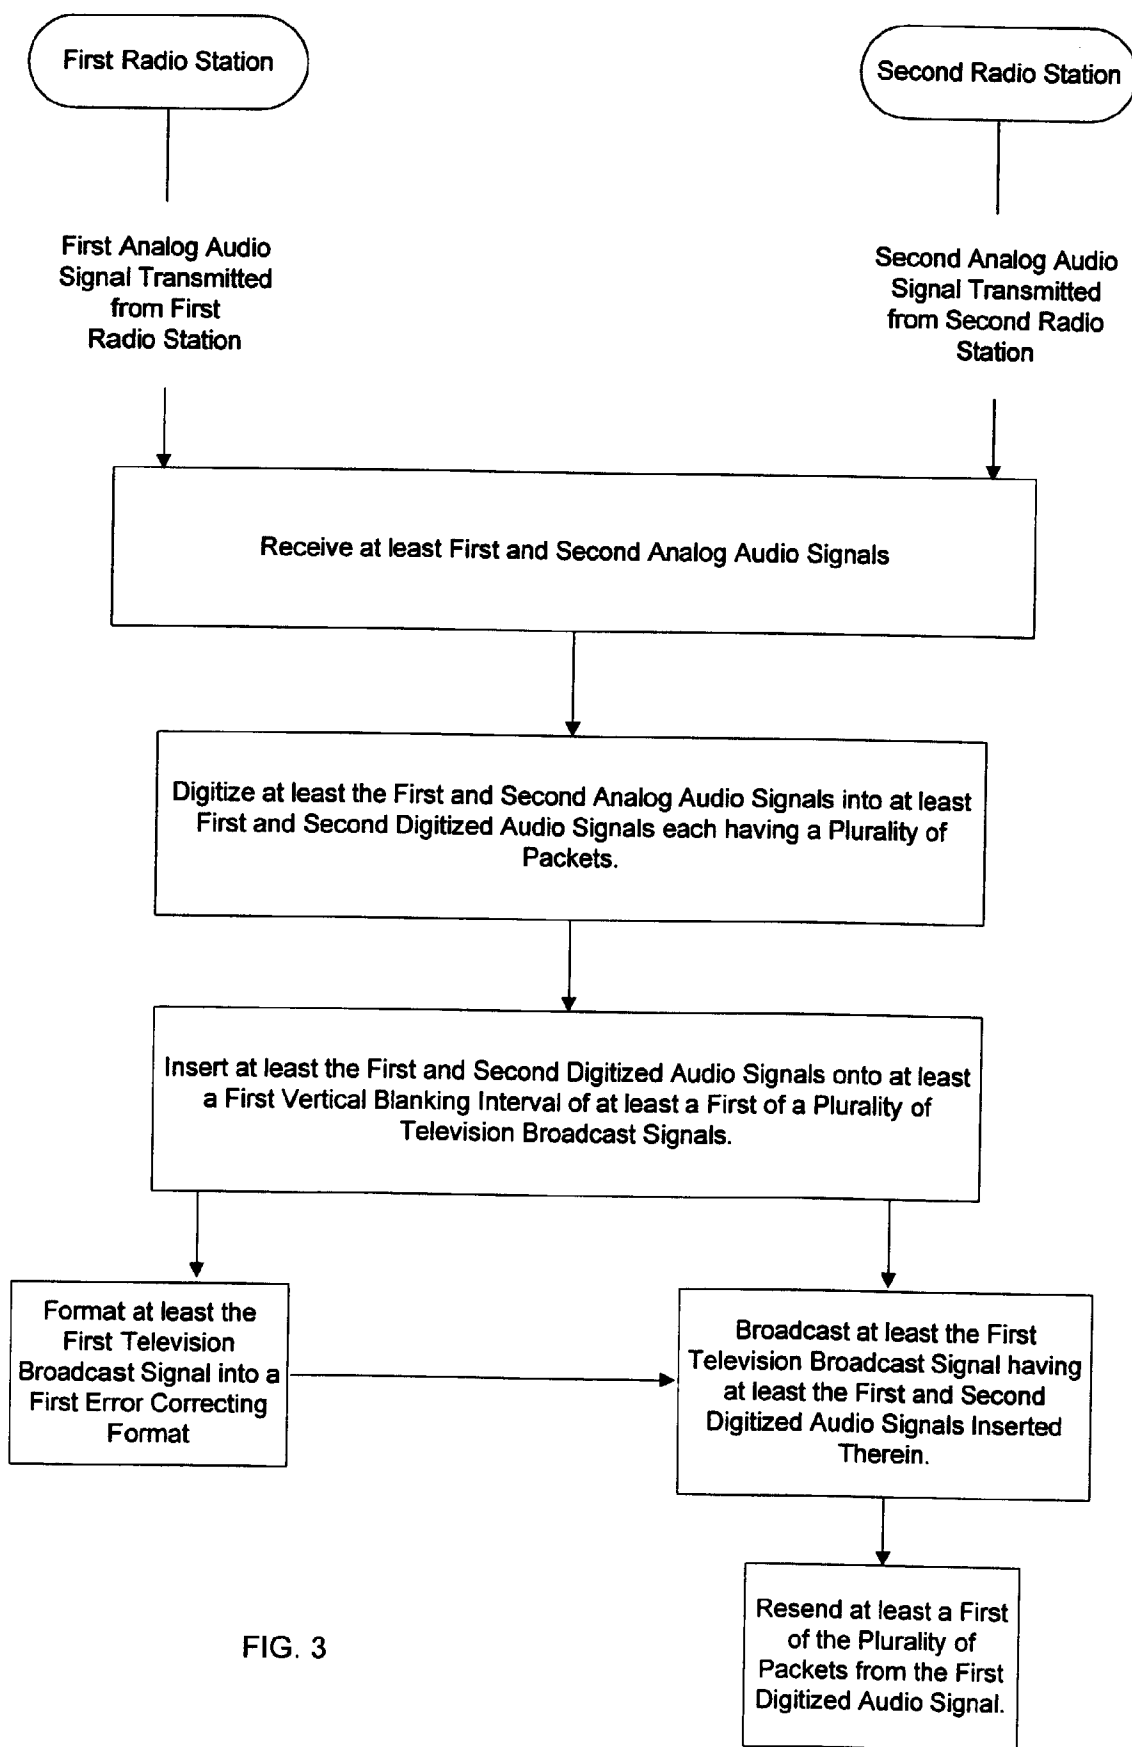 First Radio Station
Second Radio Station
First Analog Audio
Signal Transmitted
from First
Radio Station
Second Analog Audio
Signal Transmitted
from Second Radio
Station
Receive at least First and Second Analog Audio Signals
Digitize at least the First and Second Analog Audio Signals into at least
First and Second Digitized Audio Signals each having a Plurality of
Packets.
Insert at least the First and Second Digitized Audio Signals onto at least
a First Vertical Blanking Interval of at least a First of a Plurality of
Television Broadcast Signals.
Format at least the
First Television
Broadcast Signal into a
First Error Correcting
Format
Broadcast at least the First
Television Broadcast Signal having
at least the First and Second
Digitized Audio Signals Inserted
Therein.
Resend at least a First
of the Plurality of
Packets from the First
Digitized Audio Signal.
FIG. 3